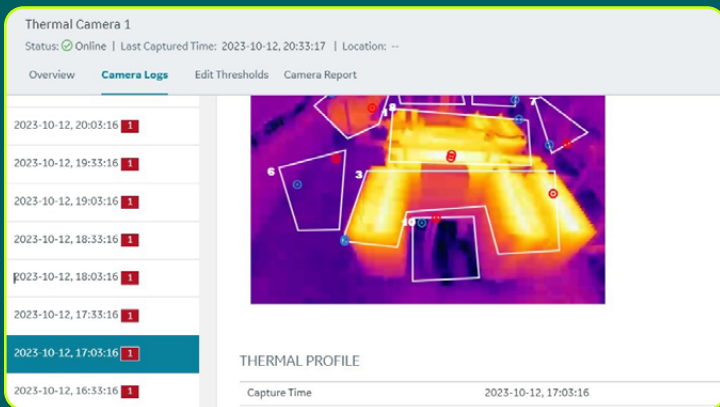 Thermal Camera 1
Status: Online | Last Captured Time: 2023-10-12, 20:33:17 | Location: --
Overview Camera Logs Edit Thresholds Camera Report
2023-10-12, 20:03:16 1
2023-10-12, 19:33:16 1
2023-10-12, 19:03:16 1
2023-10-12, 18:33:16 1
2023-10-12, 18:03:16 1
2023-10-12, 17:33:16 1
2023-10-12, 17:03:16 1
2023-10-12, 16:33:16 1
7
6
3
10
THERMAL PROFILE
Capture Time 2023-10-12, 17:03:16